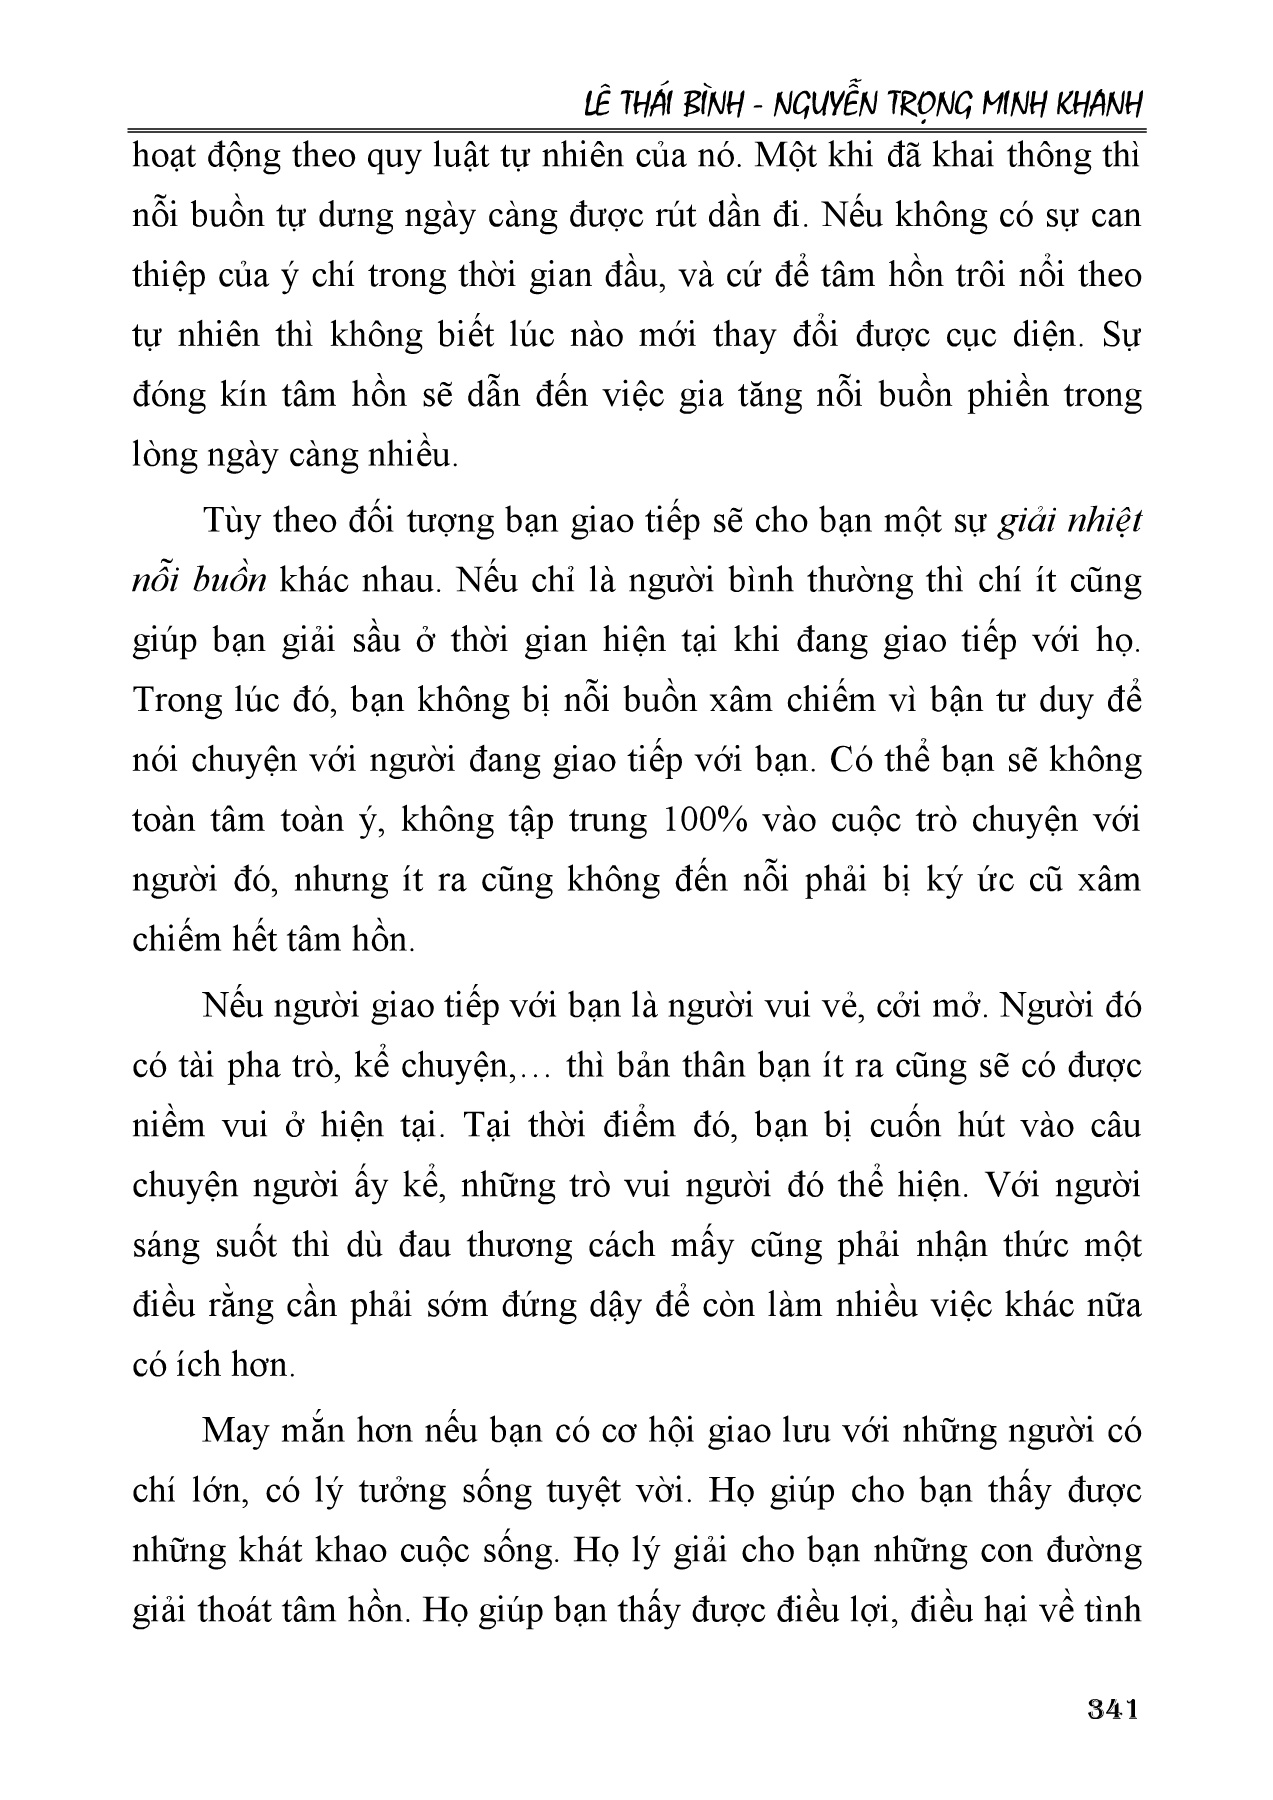 LÊ THÁI BÌNH - NGUYỄN TRỌNG MINH KHANH
hoạt động theo quy luật tự nhiên của nó. Một khi đã khai thông thì
nỗi buồn tự dưng ngày càng được rút dần đi. Nếu không có sự can
thiệp của ý chí trong thời gian đầu, và cứ để tâm hồn trôi nổi theo
tự nhiên thì không biết lúc nào mới thay đổi được cục diện. Sự
đóng kín tâm hồn sẽ dẫn đến việc gia tăng nỗi buồn phiền trong
lòng ngày càng nhiều.
Tùy theo đối tượng bạn giao tiếp sẽ cho bạn một sự giải nhiệt
nỗi buồn khác nhau. Nếu chỉ là người bình thường thì chí ít cũng
giúp bạn giải sầu ở thời gian hiện tại khi đang giao tiếp với họ.
Trong lúc đó, bạn không bị nỗi buồn xâm chiếm vì bận tư duy để
nói chuyện với người đang giao tiếp với bạn. Có thể bạn sẽ không
toàn tâm toàn ý, không tập trung 100% vào cuộc trò chuyện với
người đó, nhưng ít ra cũng không đến nỗi phải bị ký ức cũ xâm
chiếm hết tâm hồn.
Nếu người giao tiếp với bạn là người vui vẻ, cởi mở. Người đó
có tài pha trò, kể chuyện,… thì bản thân bạn ít ra cũng sẽ có được
niềm vui ở hiện tại. Tại thời điểm đó, bạn bị cuốn hút vào câu
chuyện người ấy kể, những trò vui người đó thể hiện. Với người
sáng suốt thì dù đau thương cách mấy cũng phải nhận thức một
điều rằng cần phải sớm đứng dậy để còn làm nhiều việc khác nữa
có ích hơn.
May mắn hơn nếu bạn có cơ hội giao lưu với những người có
chí lớn, có lý tưởng sống tuyệt vời. Họ giúp cho bạn thấy được
những khát khao cuộc sống. Họ lý giải cho bạn những con đường
giải thoát tâm hồn. Họ giúp bạn thấy được điều lợi, điều hại về tình
341